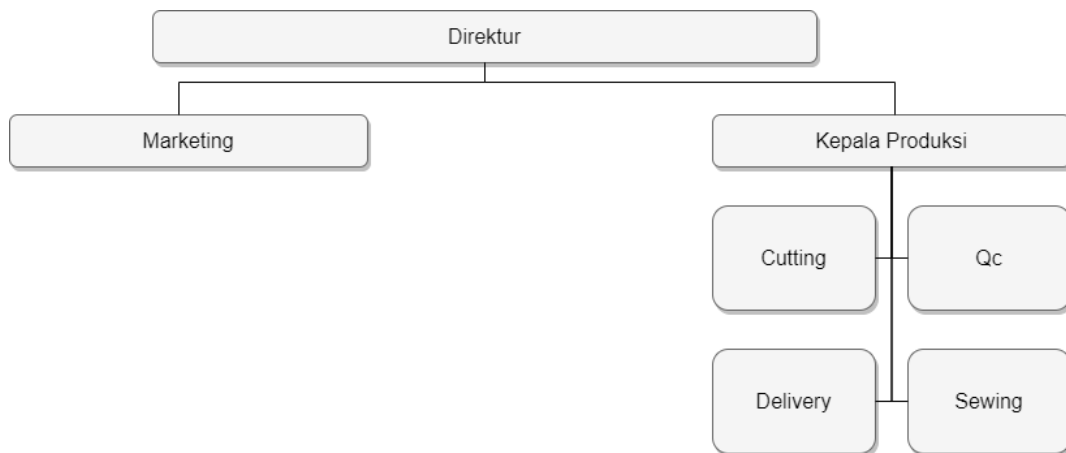 Direktur
Marketing
Kepala Produksi
Cutting
Qc
Delivery
Sewing